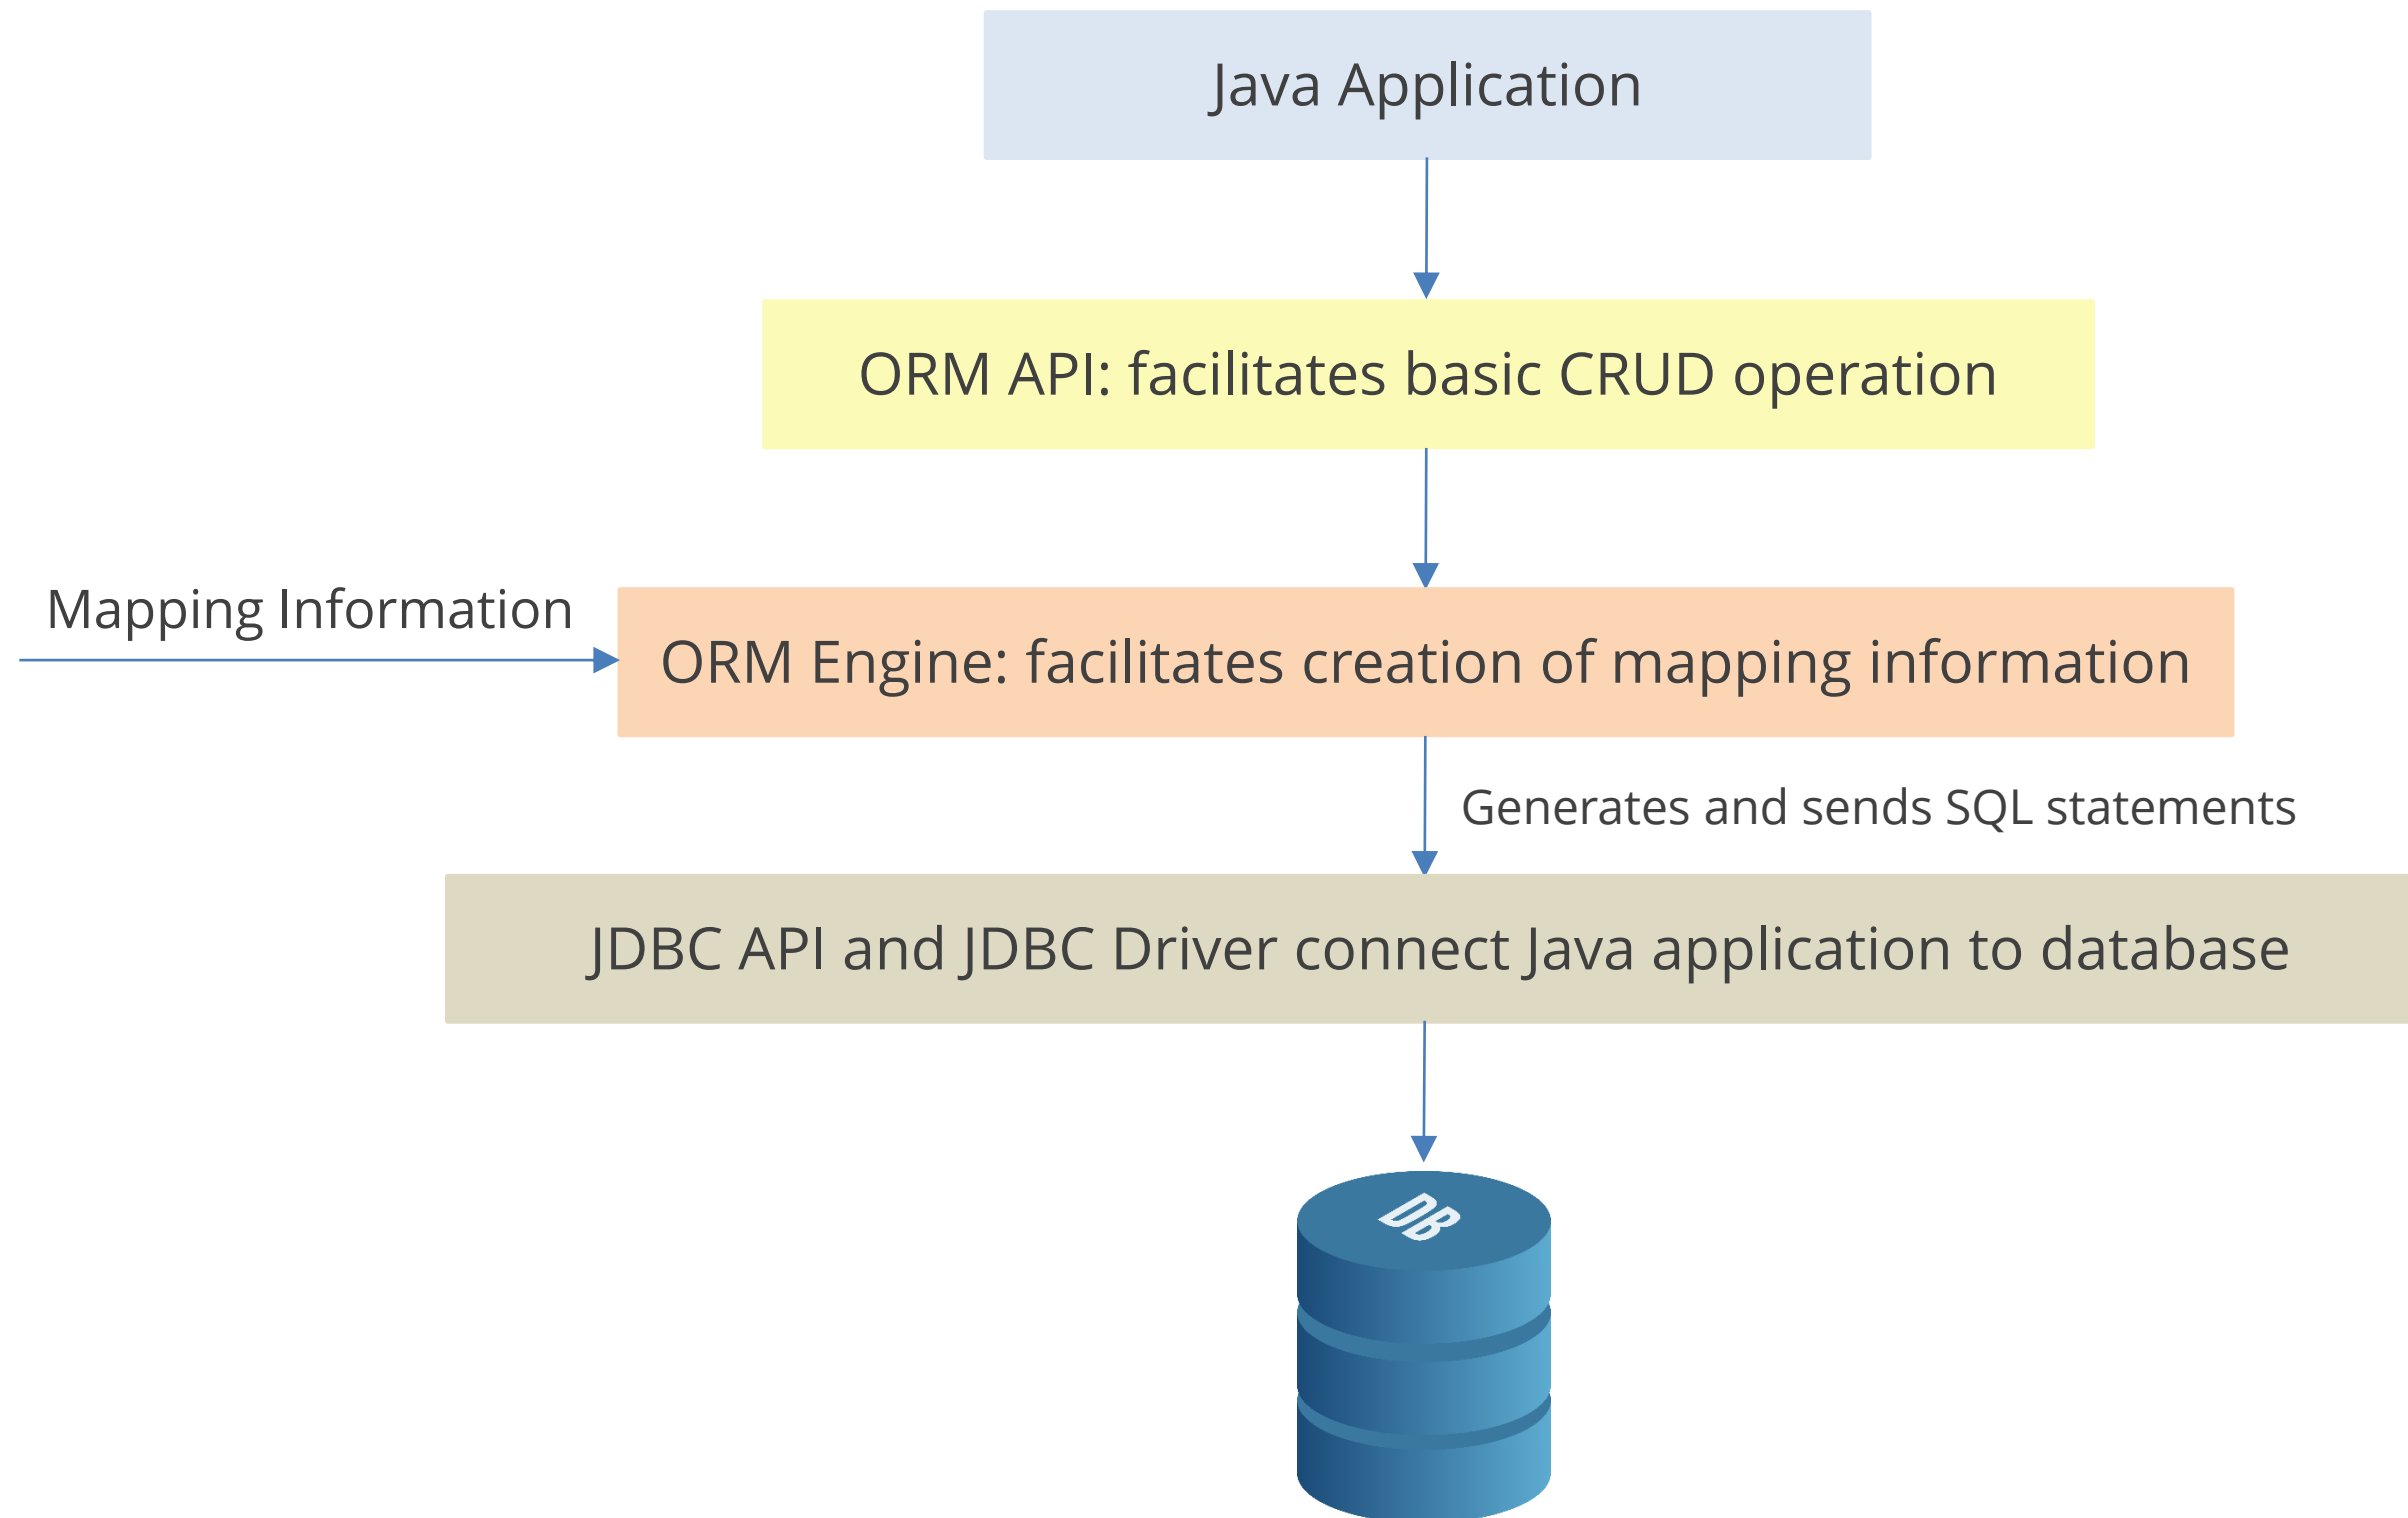 Java Application
ORM API: facilitates basic CRUD operation
Mapping Information
ORM Engine: facilitates creation of mapping information
Generates and sends SQL statements
JDBC API and JDBC Driver connect Java application to database
DB